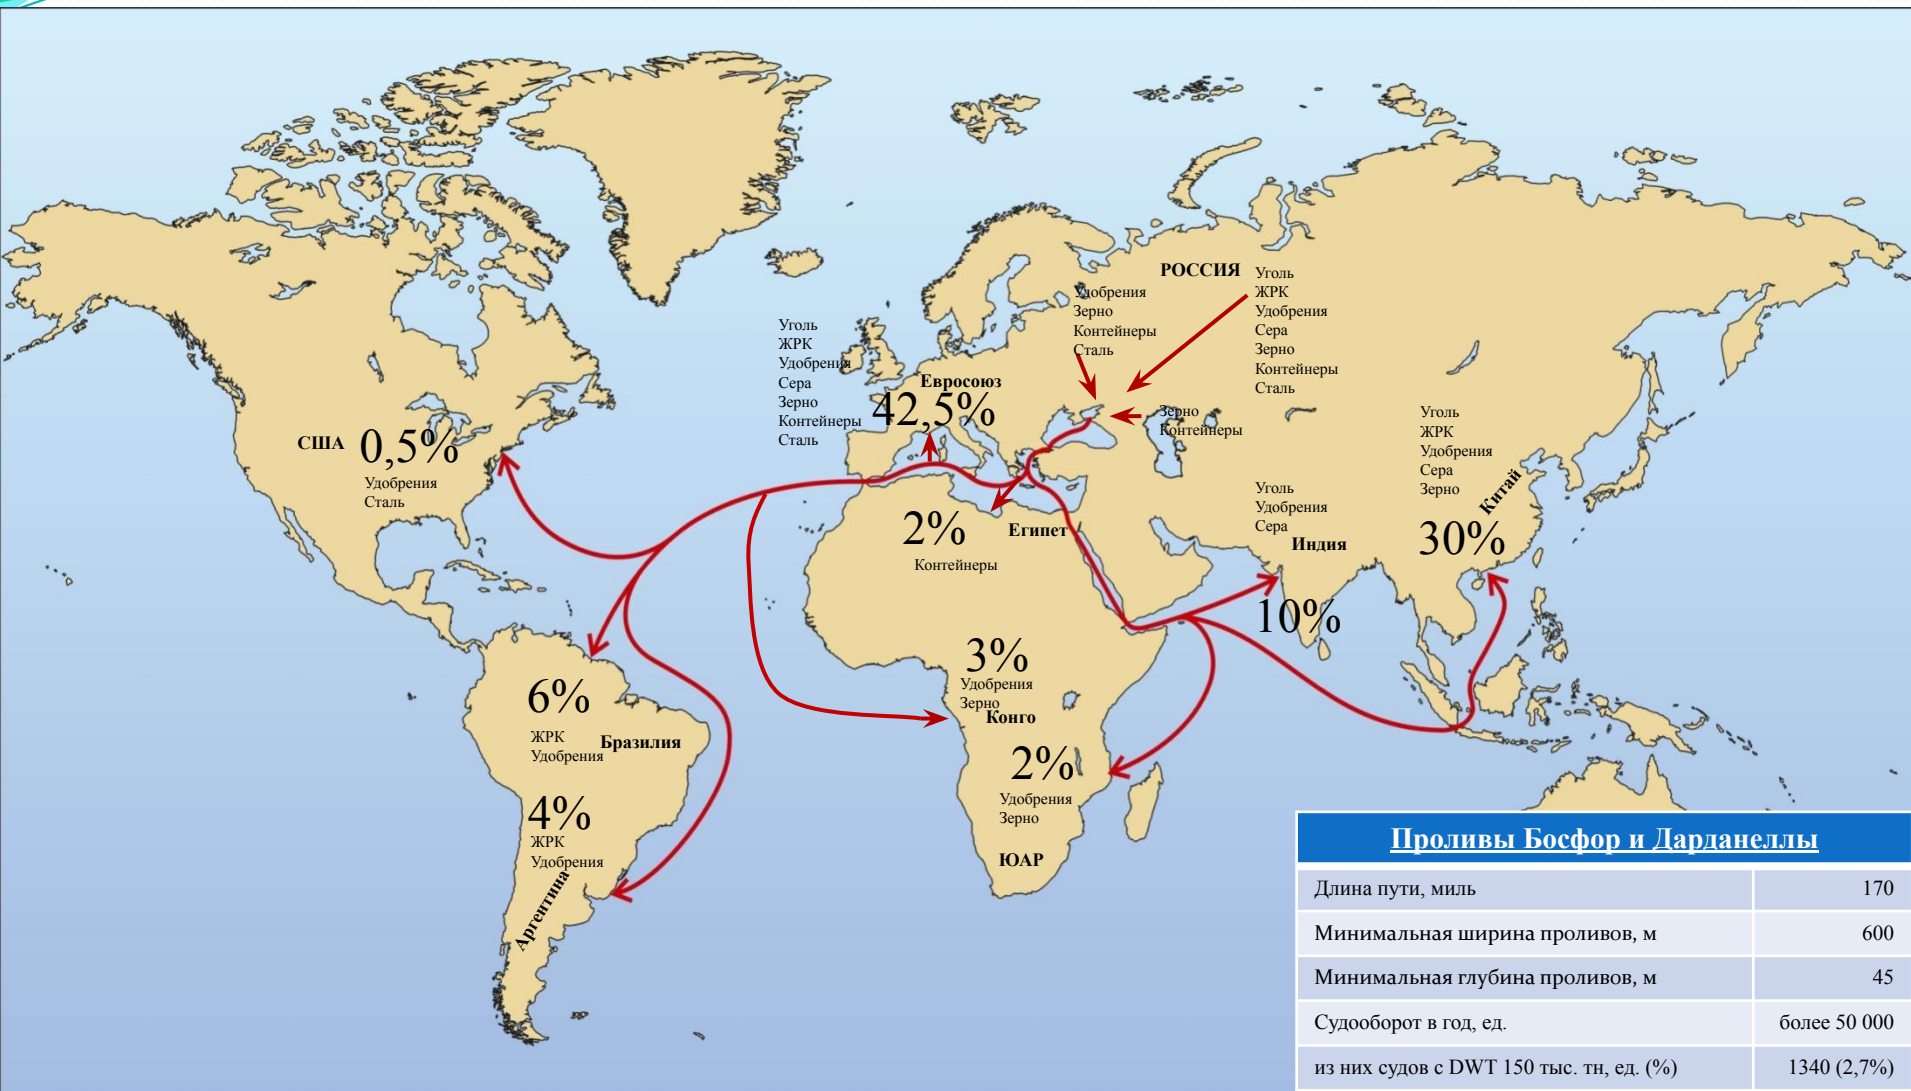 РОССИЯ
Уголь
ЖРК
Удобрения
Сера
Зерно
Контейнеры
Сталь
Удобрения
Зерно
Контейнеры
Сталь
Зерно
Контейнеры
Уголь
ЖРК
Удобрения
Сера
Зерно
Контейнеры
Сталь
Евросоюз
42,5%
США 0,5%
Удобрения
Сталь
Уголь
ЖРК
Удобрения
Сера
Зерно
Китай
30%
Уголь
Удобрения
Сера
Индия
10%
2%
Египет
Контейнеры
3%
Удобрения
Зерно
Конго
2%
Удобрения
Зерно
ЮАР
6%
ЖРК
Удобрения
Бразилия
4%
ЖРК
Удобрения
Аргентина
Проливы Босфор и Дарданеллы
Длина пути, миль 170
Минимальная ширина проливов, м 600
Минимальная глубина проливов, м 45
Судооборот в год, ед. более 50 000
из них судов с DWT 150 тыс. тн, ед. (%) 1340 (2,7%)